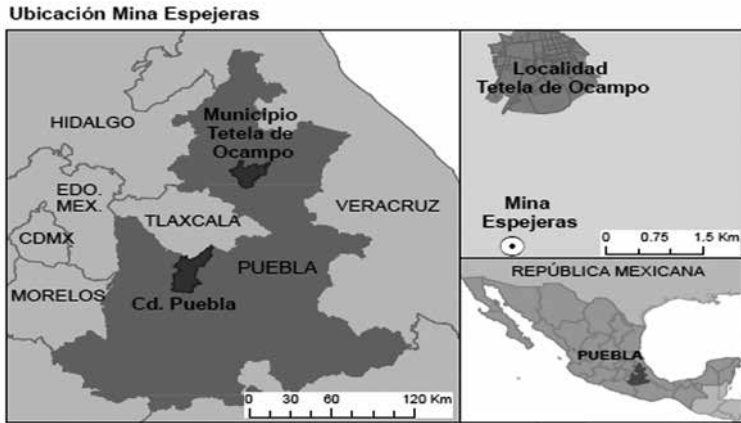 Ubicación Mina Espejeras
Municipio
Tetela de
Ocampo
HIDALGO
EDO.
MEX.
TLAXCALA
VERACRUZ
CDMX
PUEBLA
MORELOS
Cd. Puebla
0 30 60 120 Km
Localidad
Tetela de Ocampo
Mina
Espejeras
0 0.75 1.5 Km
REPÚBLICA MEXICANA
PUEBLA